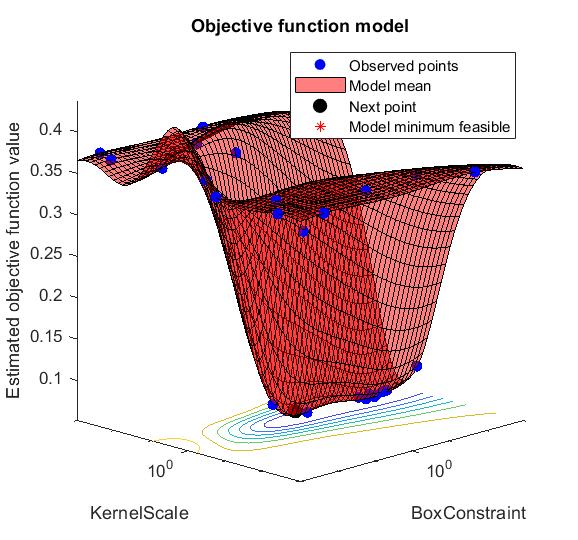 Objective function model
Observed points
Model mean
Next point
Model minimum feasible
Estimated objective function value
0.4
0.35
0.3
0.25
0.2
0.15
0.1
10^0
10^0
KernelScale
BoxConstraint